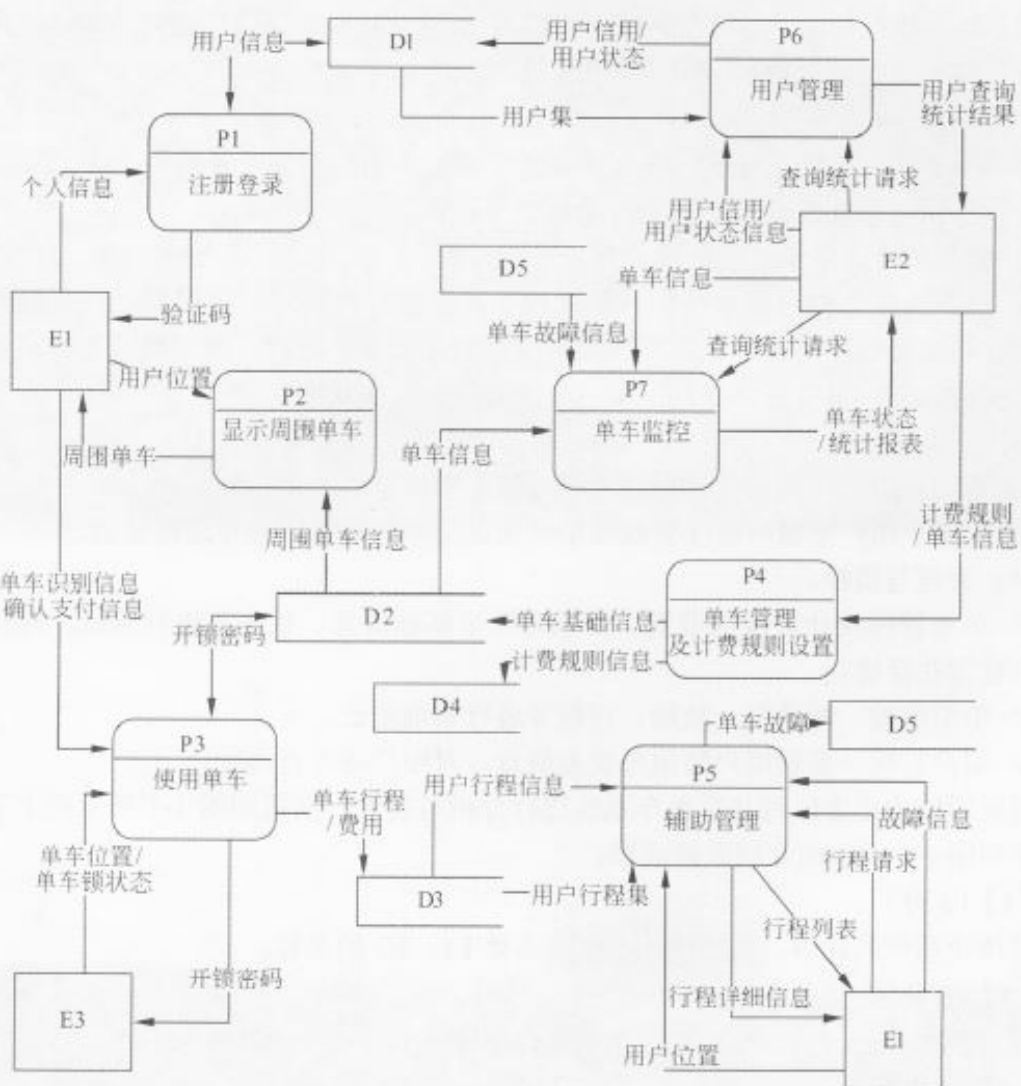 用户信息
D1
用户信用/
用户状态
P6
用户管理
用户查询
统计结果
用户集
P1
注册登录
个人信息
查询统计请求
用户信用/
用户状态信息
E2
D5
单车信息
验证码
E1
单车故障信息
查询统计请求
用户位置
P2
显示周围单车
P7
单车监控
单车状态
/统计报表
周围单车
单车信息
计费规则
/单车信息
周围单车信息
P4
单车管理
及计费规则设置
单车识别信息
确认支付信息
D2
单车基础信息
开锁密码
计费规则信息
D4
单车故障
D5
P3
使用单车
P5
辅助管理
用户行程信息
单车行程
/费用
故障信息
行程请求
单车位置/
单车锁状态
D3
用户行程集
行程列表
开锁密码
行程详细信息
E3
E1
用户位置